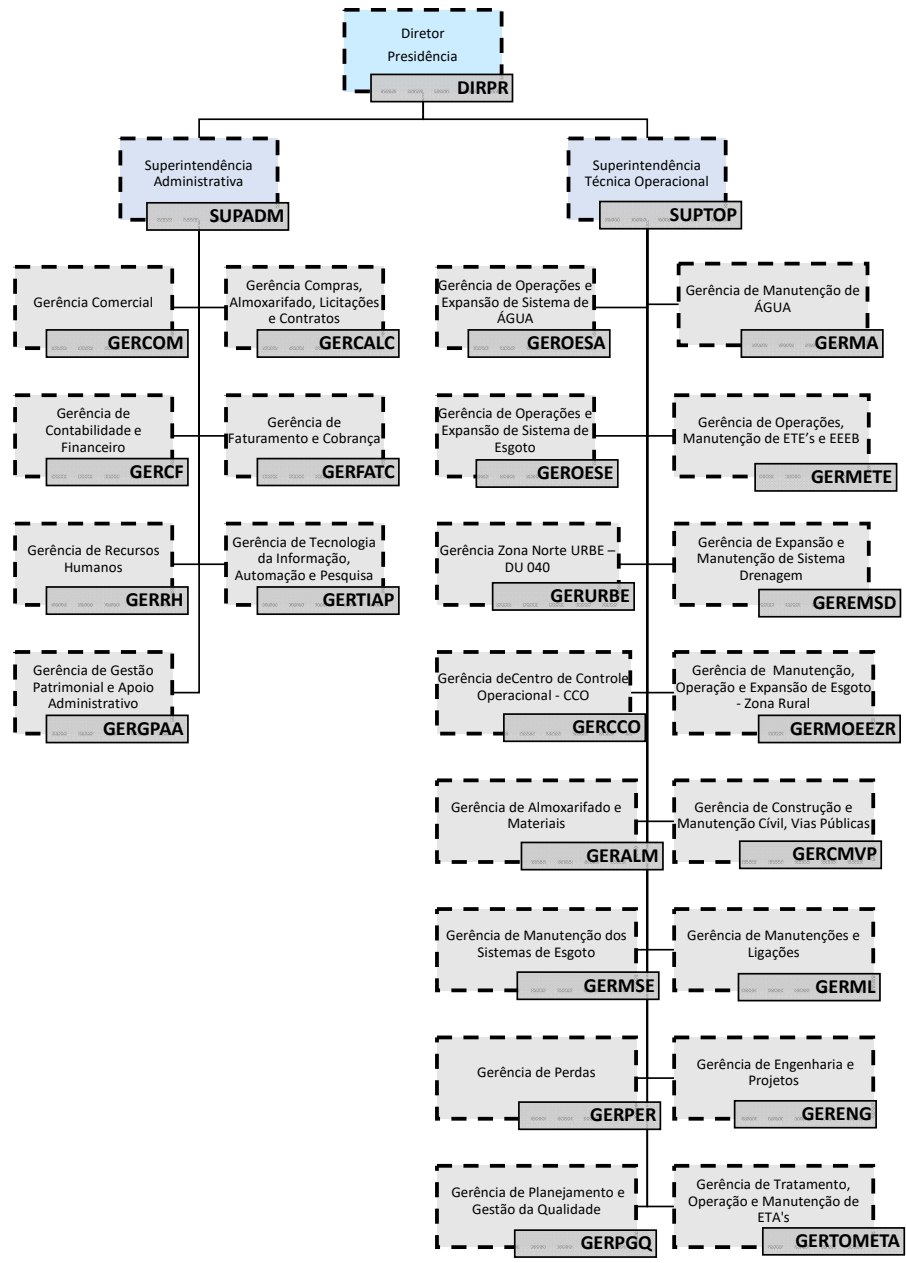 Diretor
Presidência
DIRPR
Superintendência
Administrativa
SUPADM
Superintendência
Técnica Operacional
SUPTOP
Gerência Comercial
GERCOM
Gerência Compras,
Almoxarifado, Licitações
e Contratos
GERCALC
Gerência de Operações e
Expansão de Sistema de
ÁGUA
GEROESA
Gerência de Manutenção de
ÁGUA
GERMA
Gerência de
Contabilidade e
Financeiro
GERCF
Gerência de
Faturamento e Cobrança
GERFATC
Gerência de Operações e
Expansão de Sistema de
Esgoto
GEROESE
Gerência de Operações,
Manutenção de ETE’s e EEEB
GERMETE
Gerência de Recursos
Humanos
GERRH
Gerência de Tecnologia
da Informação,
Automação e Pesquisa
GERTIAP
Gerência Zona Norte URBE –
DU 040
GERURBE
Gerência de Expansão e
Manutenção de Sistema
Drenagem
GEREMSD
Gerência de Gestão
Patrimonial e Apoio
Administrativo
GERGPAA
Gerência deCentro de Controle
Operacional - CCO
GERCCO
Gerência de Manutenção,
Operação e Expansão de Esgoto
- Zona Rural
GERMOEEZR
Gerência de Almoxarifado e
Materiais
GERALM
Gerência de Construção e
Manutenção Cívil, Vias Públicas
GERCMVP
Gerência de Manutenção dos
Sistemas de Esgoto
GERMSE
Gerência de Manutenções e
Ligações
GERML
Gerência de Perdas
GERPER
Gerência de Engenharia e
Projetos
GERENG
Gerência de Planejamento e
Gestão da Qualidade
GERPGQ
Gerência de Tratamento,
Operação e Manutenção de
ETA's
GERTOMETA